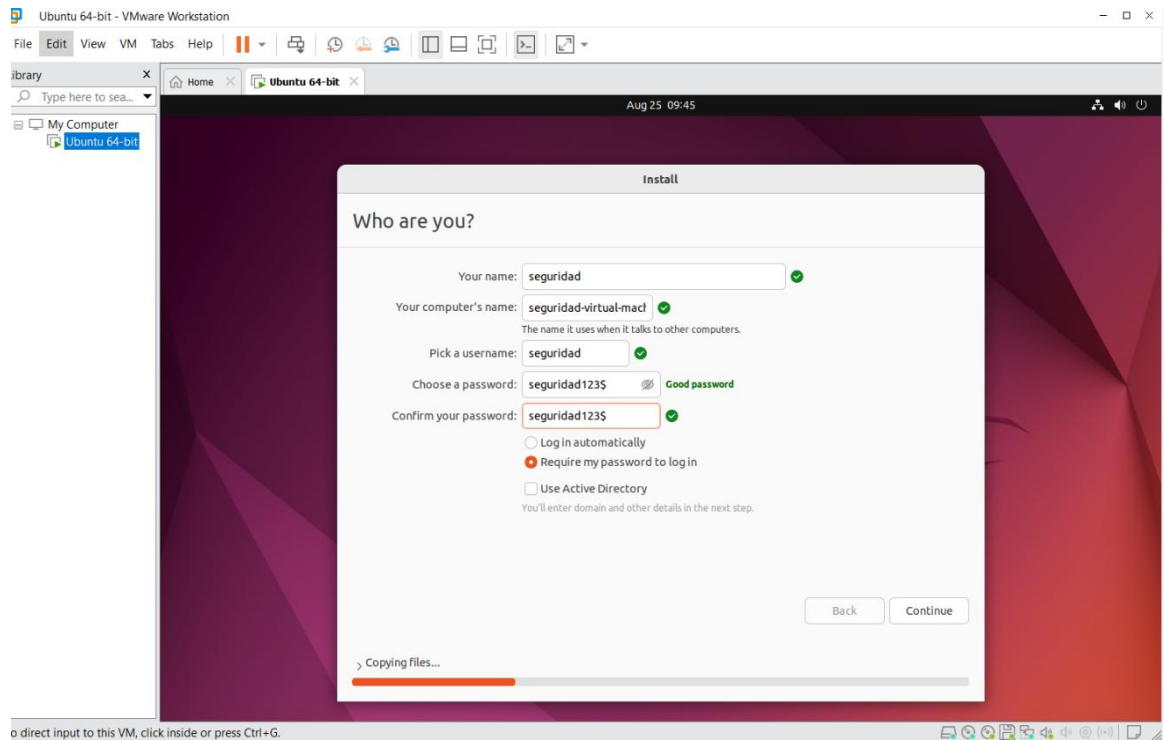 Ubuntu 64-bit - VMware Workstation
File Edit View VM Tabs Help
ibrary X
Home
Ubuntu 64-bit
Type here to sea...
Aug 25 09:45
My Computer
Ubuntu 64-bit
Install
Who are you?
Your name: seguridad
Your computer's name: seguridad-virtual-mach
The name it uses when it talks to other computers.
Pick a username: seguridad
Choose a password: seguridad123$ Good password
Confirm your password: seguridad123$
Log in automatically
Require my password to log in
Use Active Directory
You'll enter domain and other details in the next step.
Back Continue
Copying files...
o direct input to this VM, click inside or press Ctrl+G.